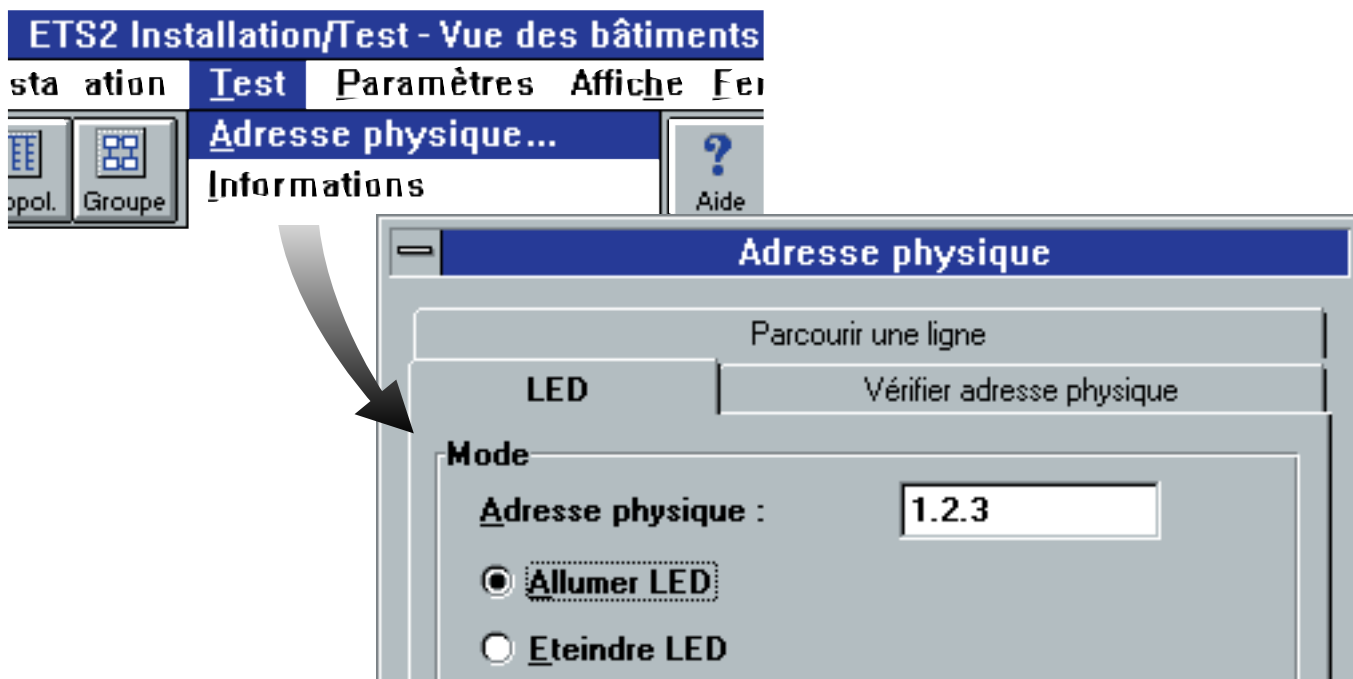 ETS2 Installation/Test - Vue des bâtiments
sta ation Test Paramètres Affiche Fer
Adresse physique...
opol. Groupe Informations Aide
Adresse physique
Parcourir une ligne
LED Vérifier adresse physique
Mode
Adresse physique : 1.2.3
Allumer LED
Eteindre LED